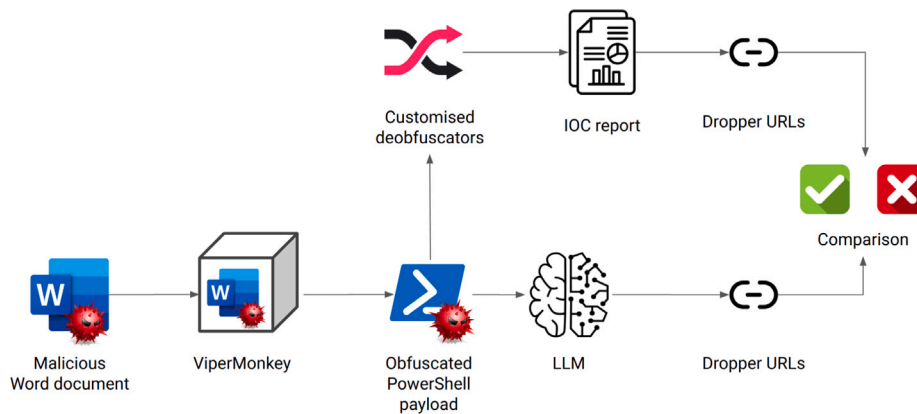 Customised
deobfuscators
IOC report
Dropper URLs
Comparison
W
W
Malicious
Word document
ViperMonkey
Obfuscated
PowerShell
payload
LLM
Dropper URLs